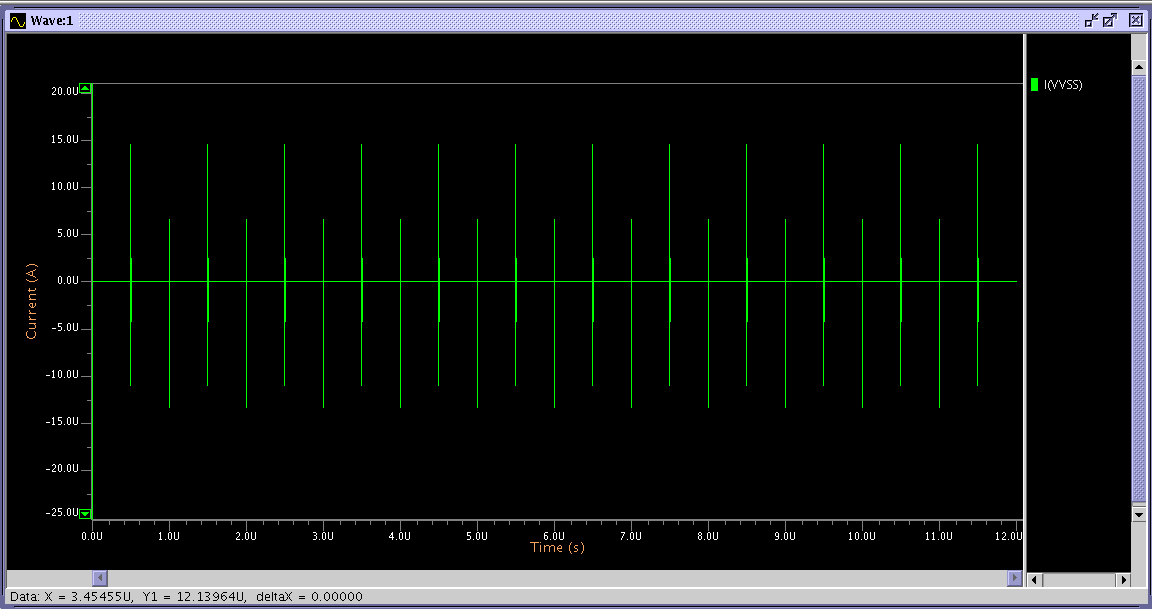 Wave:1
I(VVSS)
20.0U
15.0U
10.0U
5.0U
0.0U
-5.0U
-10.0U
-15.0U
-20.0U
-25.0U
Current (A)
0.0U 1.0U 2.0U 3.0U 4.0U 5.0U 6.0U 7.0U 8.0U 9.0U 10.0U 11.0U 12.0U
Time (s)
Data: X = 3.45455U, Y1 = 12.13964U, deltaX = 0.00000